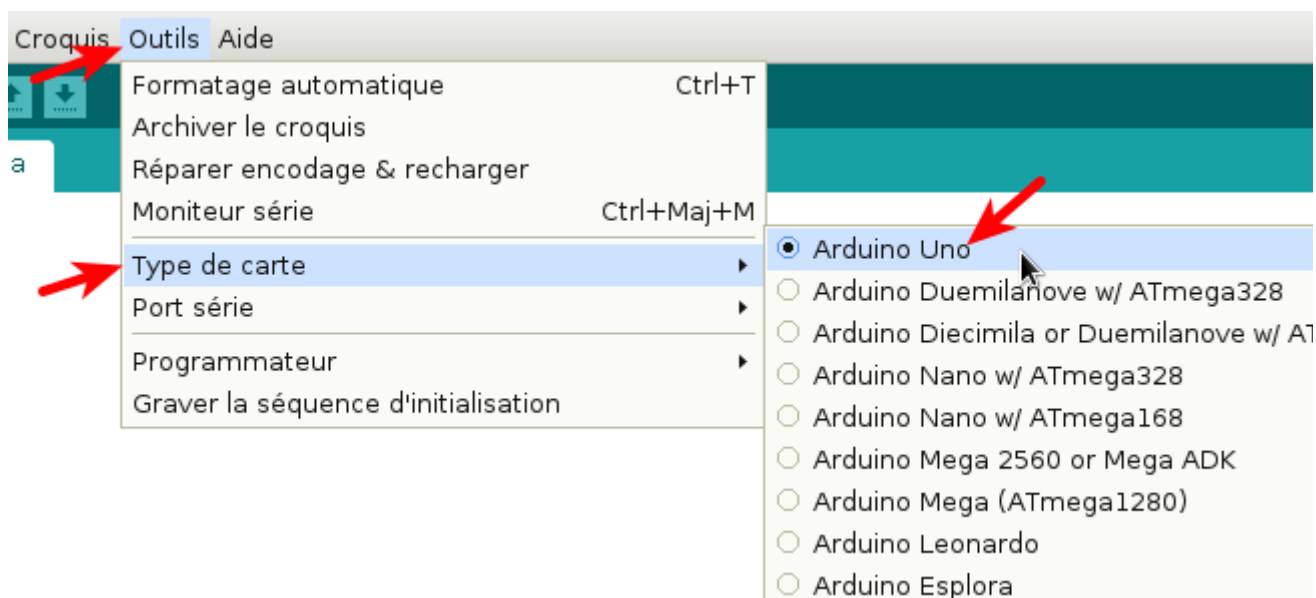 Croquis Outils Aide
Formatage automatique Ctrl+T
Archiver le croquis
a
Réparer encodage & recharger
Moniteur série Ctrl+Maj+M
Type de carte
Port série
Programmateur
Graver la séquence d'initialisation
Arduino Uno
Arduino Duemilanove w/ ATmega328
Arduino Diecimila or Duemilanove w/ AT
Arduino Nano w/ ATmega328
Arduino Nano w/ ATmega168
Arduino Mega 2560 or Mega ADK
Arduino Mega (ATmega1280)
Arduino Leonardo
Arduino Esplora